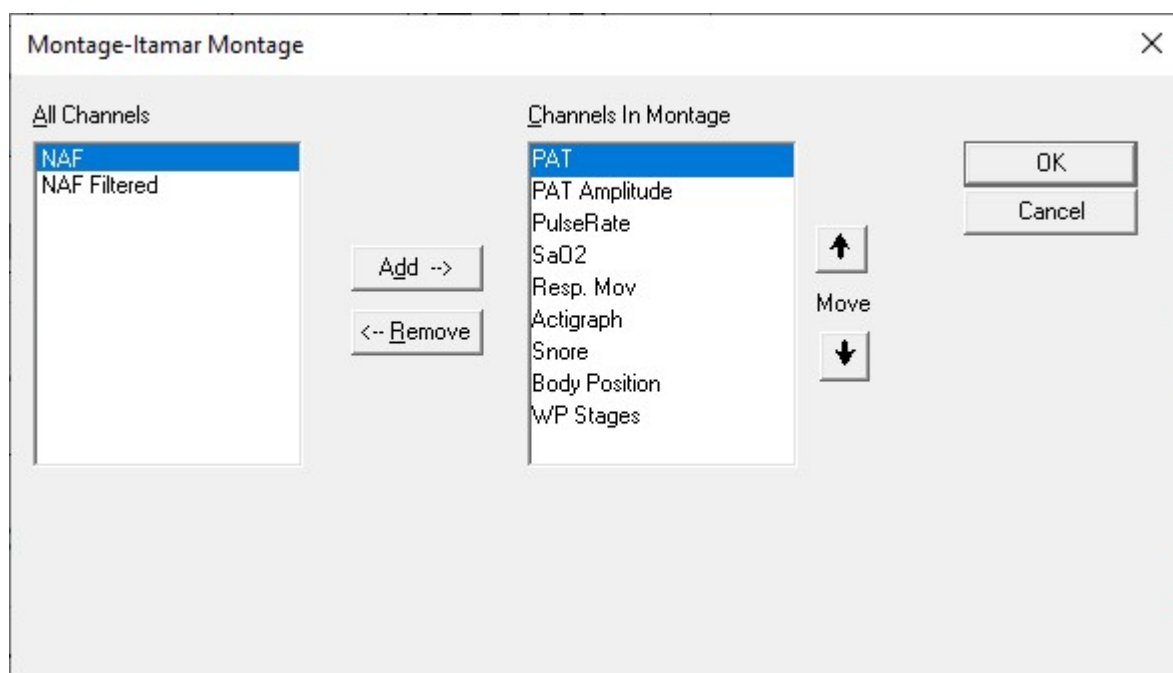 Montage-Itamar Montage
All Channels
NAF
NAF Filtered
Add -->
<-- Remove
Channels In Montage
PAT
PAT Amplitude
PulseRate
SaO2
Resp. Mov
Actigraph
Snore
Body Position
WP Stages
Move
OK
Cancel